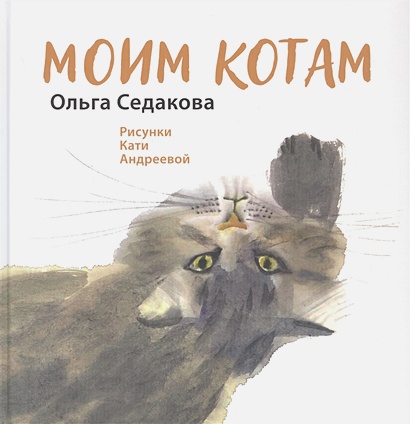 МОИМ КОТАМ
Ольга Седакова
Рисунки
Кати
Андреевой